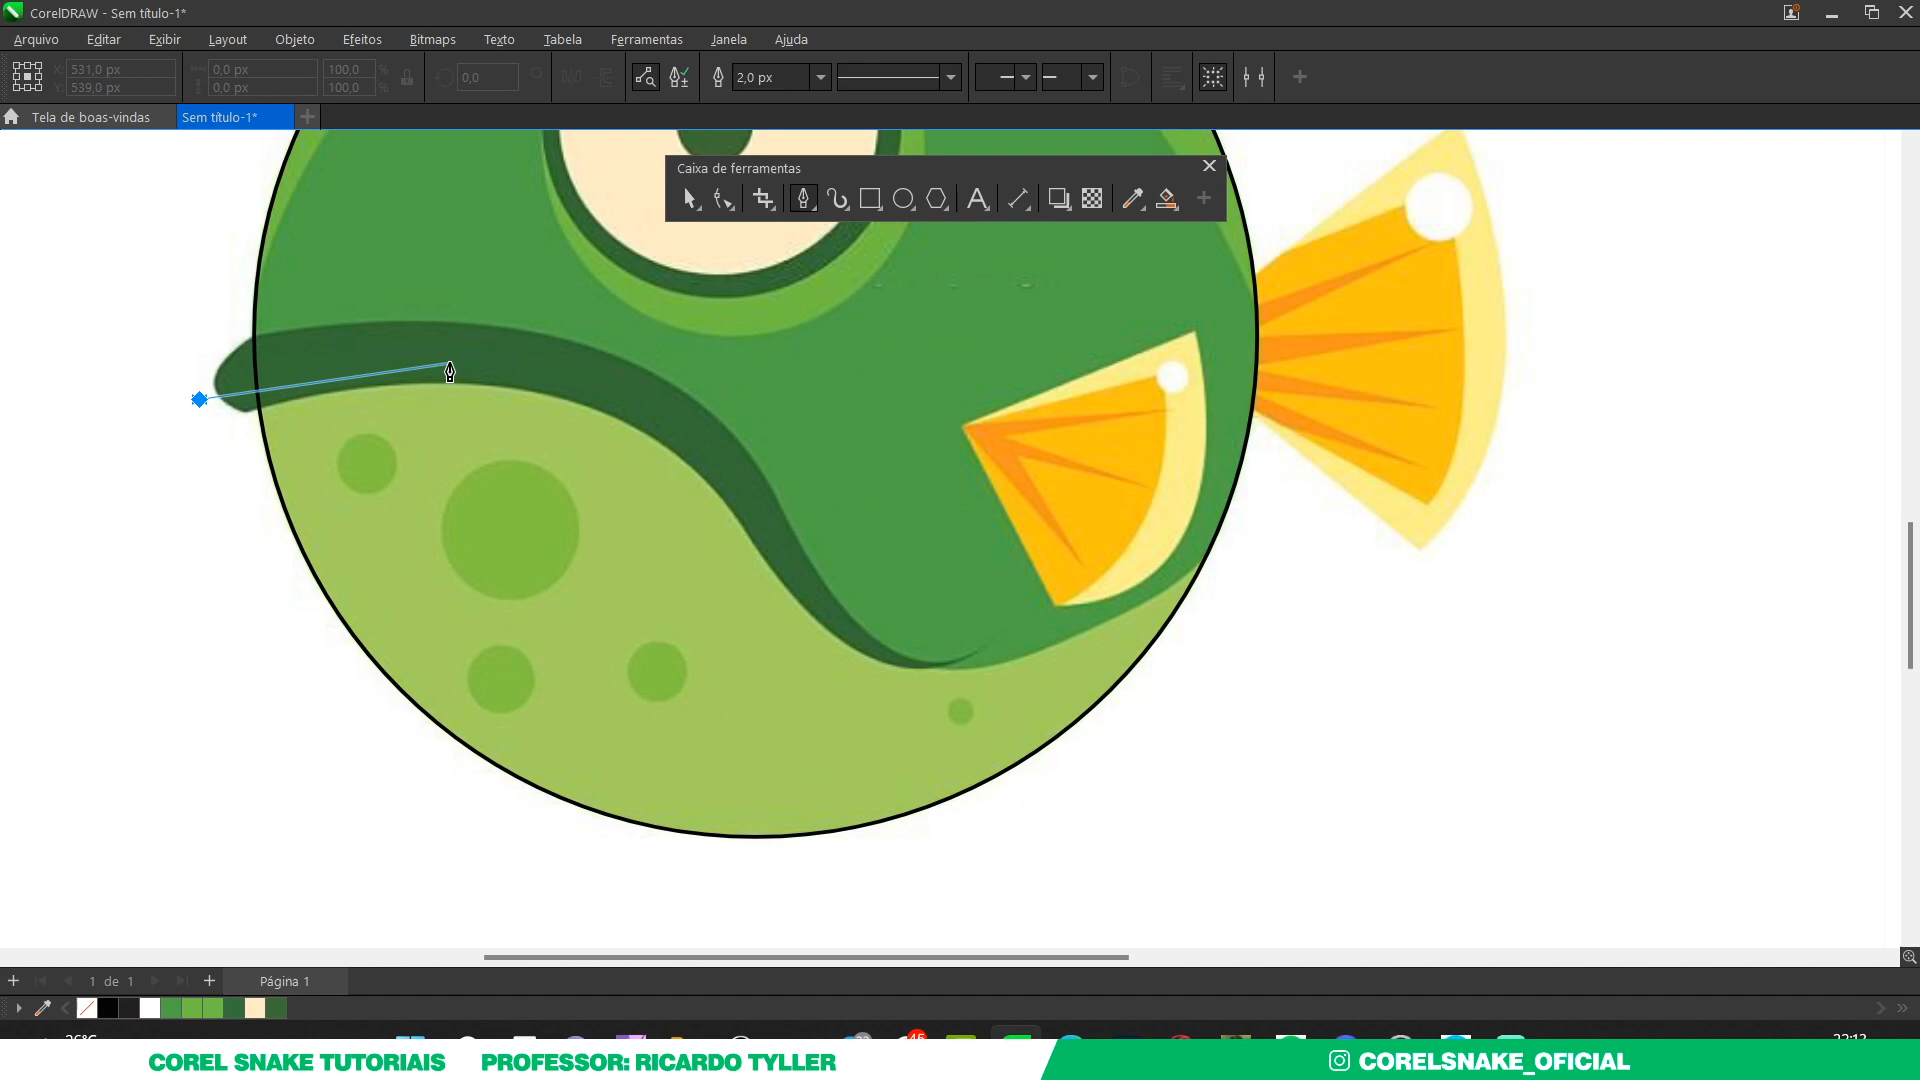 CorelDRAW - Sem título-1*
Arquivo Editar Exibir Layout Objeto Efeitos Bitmaps Texto Tabela Ferramentas Janela Ajuda
X: 531,0 px 0,0 px 100,0 % 0,0 2,0 px
Y: 539,0 px 0,0 px 100,0 %
Tela de boas-vindas Sem título-1*
Caixa de ferramentas
1 de 1 Página 1
COREL SNAKE TUTORIAIS PROFESSOR: RICARDO TYLLER CORELSNAKE_OFICIAL